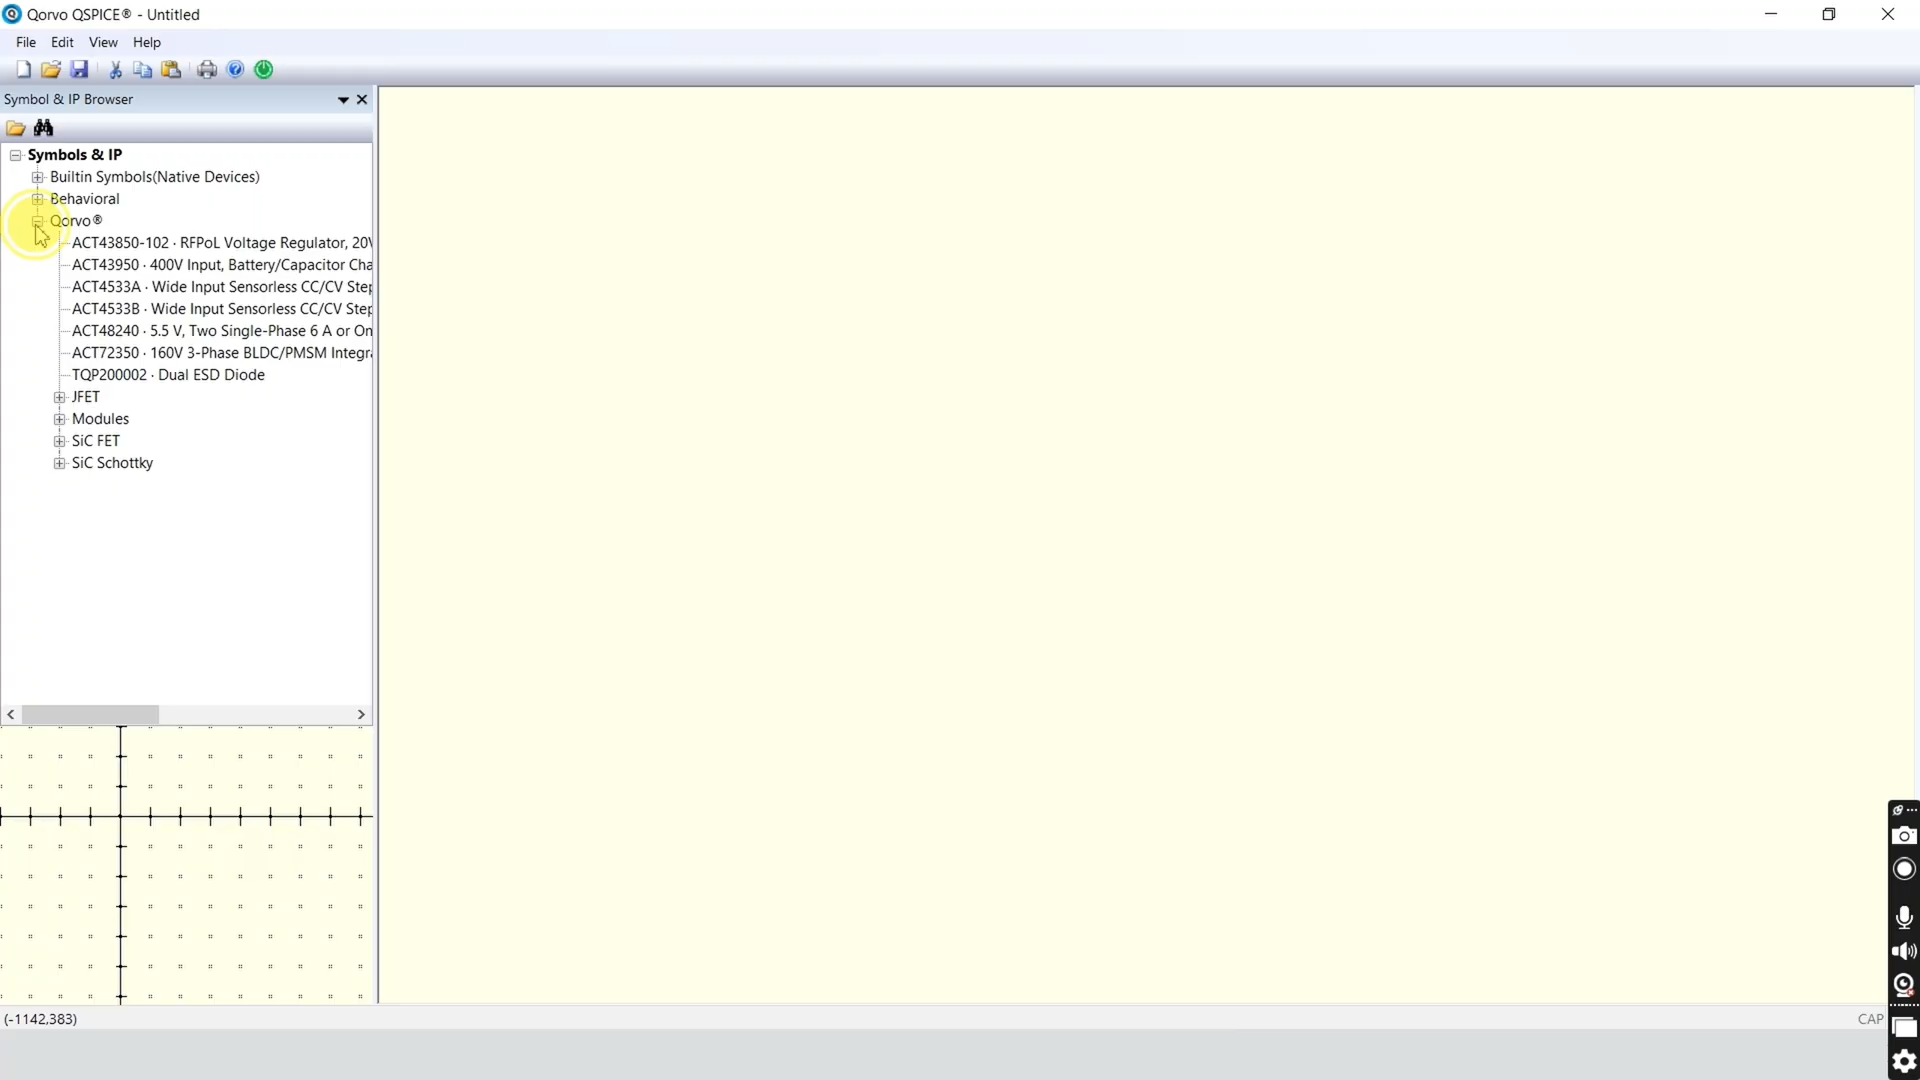 Qorvo QSPICE® - Untitled
File Edit View Help
Symbol & IP Browser
Symbols & IP
Builtin Symbols(Native Devices)
Behavioral
Qorvo®
ACT43850-102 · RFPoL Voltage Regulator, 20V
ACT43950 · 400V Input, Battery/Capacitor Cha
ACT4533A · Wide Input Sensorless CC/CV Step
ACT4533B · Wide Input Sensorless CC/CV Step
ACT48240 · 5.5 V, Two Single-Phase 6 A or On
ACT72350 · 160V 3-Phase BLDC/PMSM Integra
TQP200002 · Dual ESD Diode
JFET
Modules
SiC FET
SiC Schottky
(-1142,383)
CAP